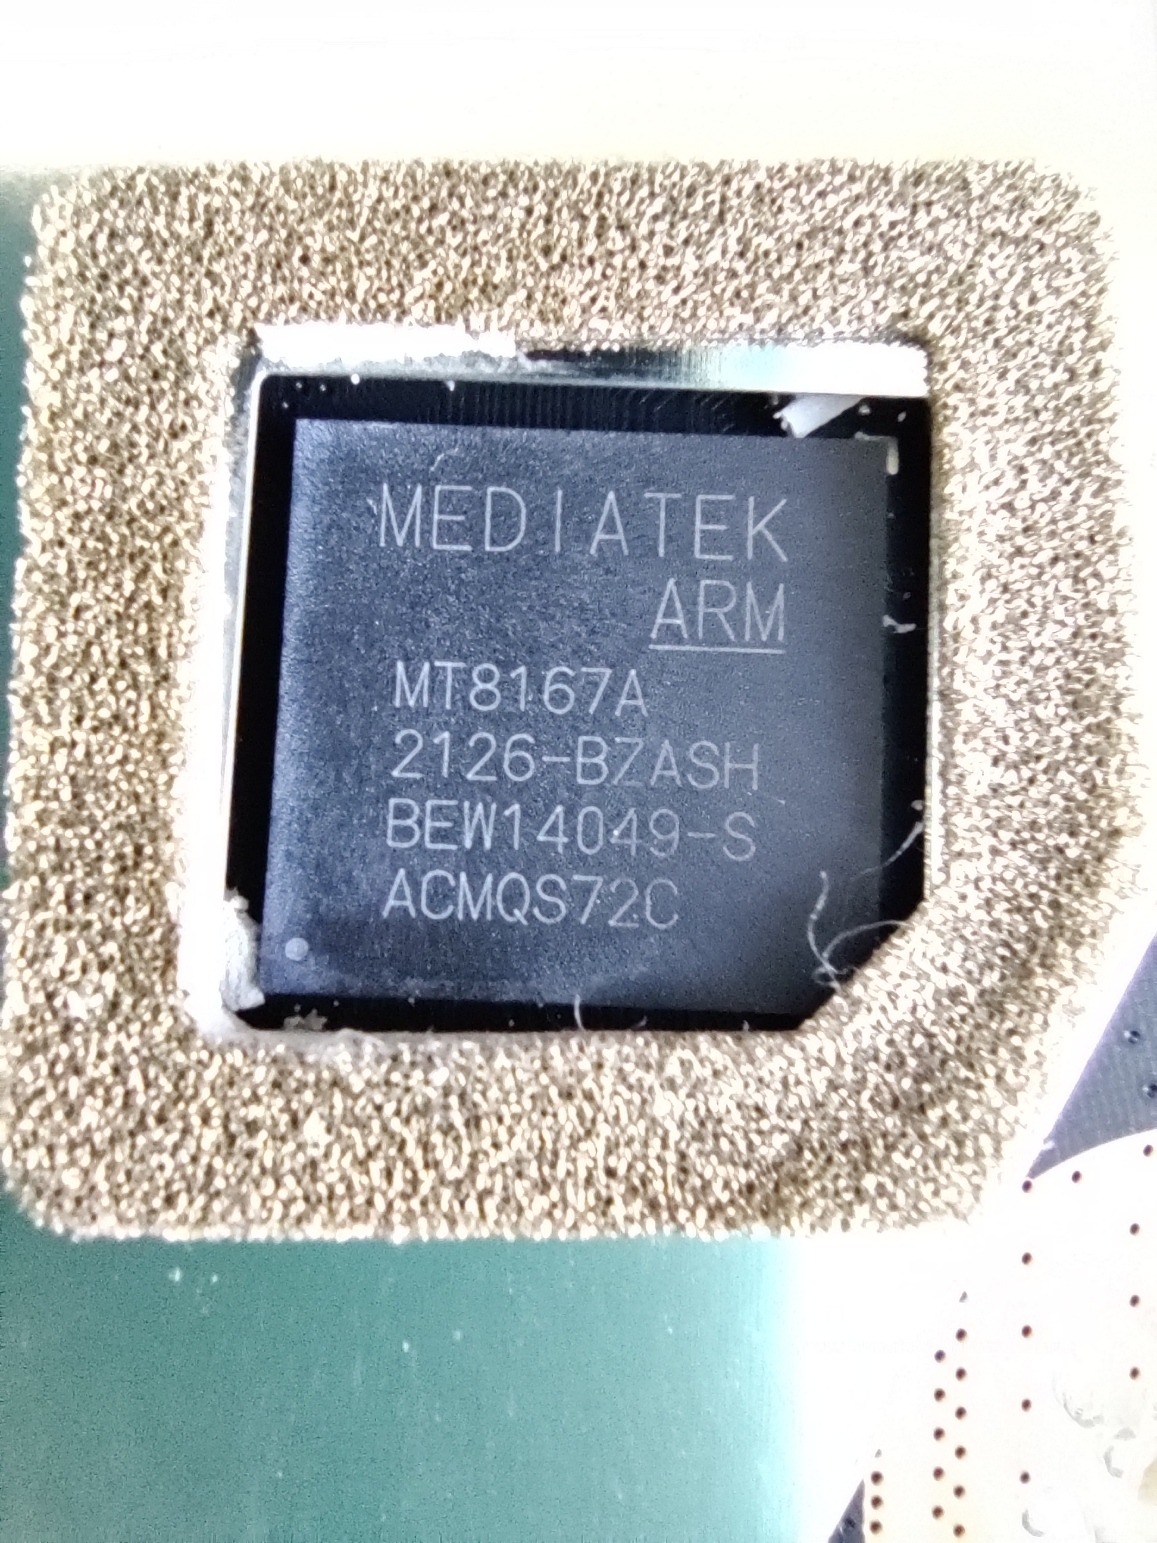 MEDIATEK
ARM
MT8167A
2126-BZASH
BEW14049-S
ACMQS72C